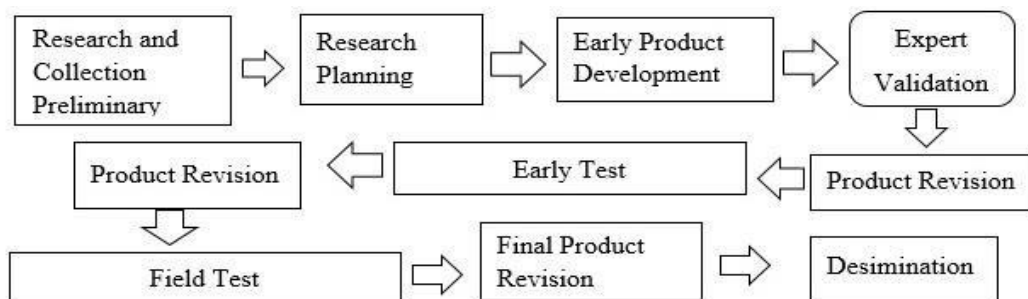 Research and
Collection
Preliminary
Research
Planning
Early Product
Development
Expert
Validation
Product Revision
Early Test
Product Revision
Field Test
Final Product
Revision
Desimination